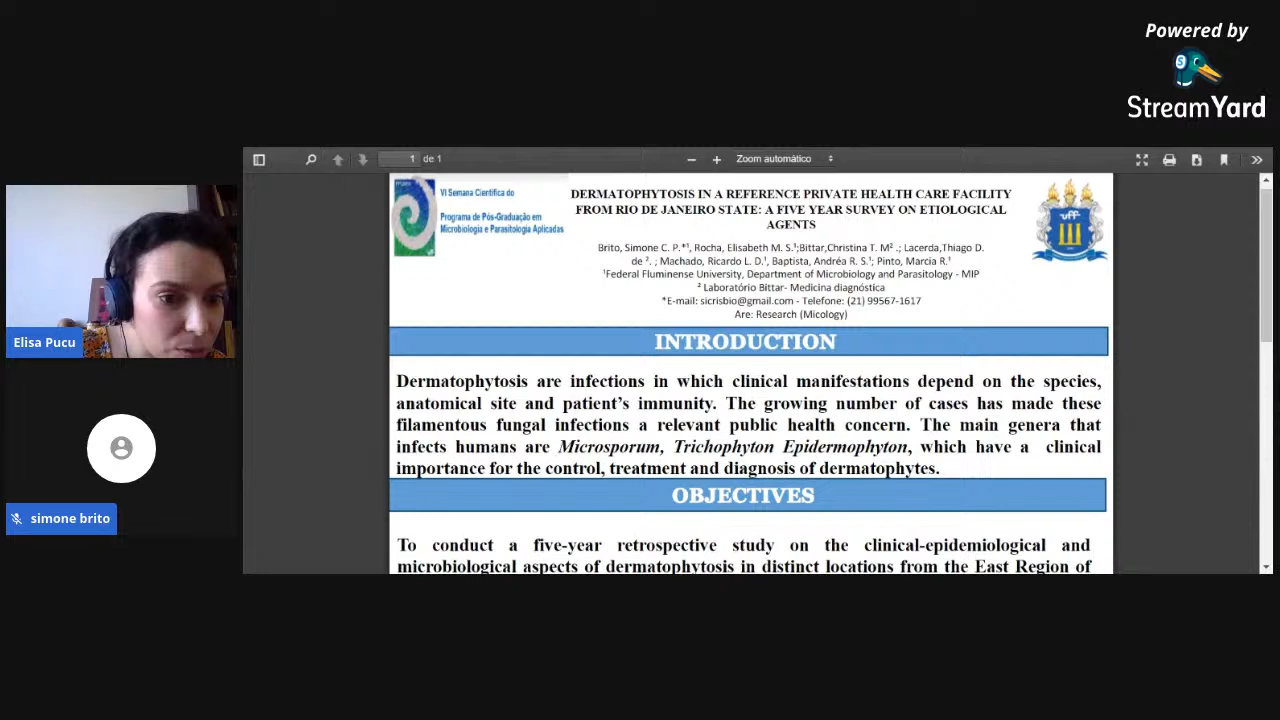 Powered by
S
StreamYard
1 de 1
Zoom automático
VI Semana Científica do
Programa de Pós-Graduação em
Microbiologia e Parasitologia Aplicadas
DERMATOPHYTOSIS IN A REFERENCE PRIVATE HEALTH CARE FACILITY
FROM RIO DE JANEIRO STATE: A FIVE YEAR SURVEY ON ETIOLOGICAL
AGENTS
uff
Brito, Simone C. P.*¹, Rocha, Elisabeth M. S.¹;Bittar,Christina T. M² .; Lacerda,Thiago D.
de ². ; Machado, Ricardo L. D.¹, Baptista, Andréa R. S.¹; Pinto, Marcia R.¹
¹Federal Fluminense University, Department of Microbiology and Parasitology - MIP
² Laboratório Bittar- Medicina diagnóstica
*E-mail: sicrisbio@gmail.com - Telefone: (21) 99567-1617
Are: Research (Micology)
INTRODUCTION
Dermatophytosis are infections in which clinical manifestations depend on the species,
anatomical site and patient's immunity. The growing number of cases has made these
filamentous fungal infections a relevant public health concern. The main genera that
infects humans are Microsporum, Trichophyton Epidermophyton, which have a clinical
importance for the control, treatment and diagnosis of dermatophytes.
OBJECTIVES
To conduct a five-year retrospective study on the clinical-epidemiological and
microbiological aspects of dermatophytosis in distinct locations from the East Region of
Elisa Pucu
simone brito